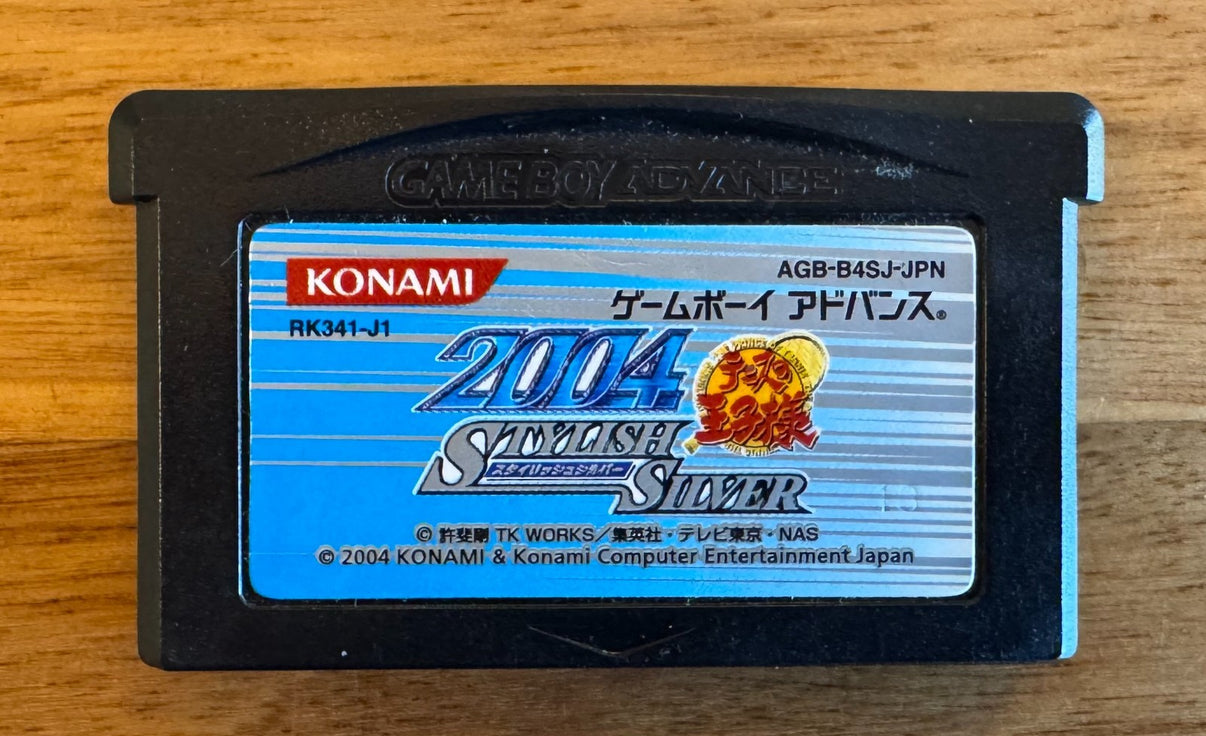 GAME BOY ADVANCE
KONAMI
AGB-B4SJ-JPN
RK341-J1
ゲームボーイ アドバンス®
2004
テニスの
王子様
STYLISH
スタイリッシュシルバー
SILVER
© 許斐剛 TK WORKS／集英社・テレビ東京・NAS
© 2004 KONAMI & Konami Computer Entertainment Japan